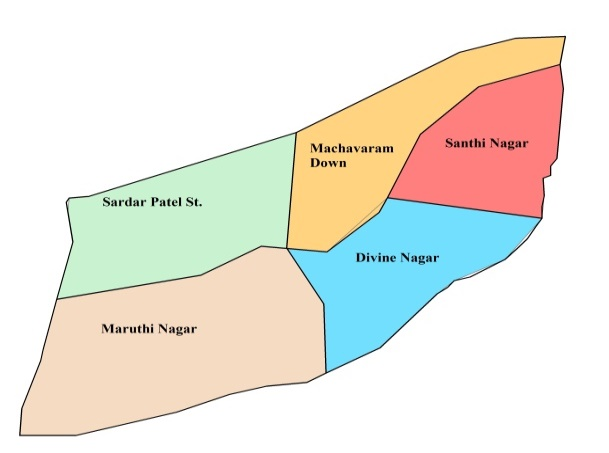 Santhi Nagar
Machavaram
Down
Sardar Patel St.
Divine Nagar
Maruthi Nagar